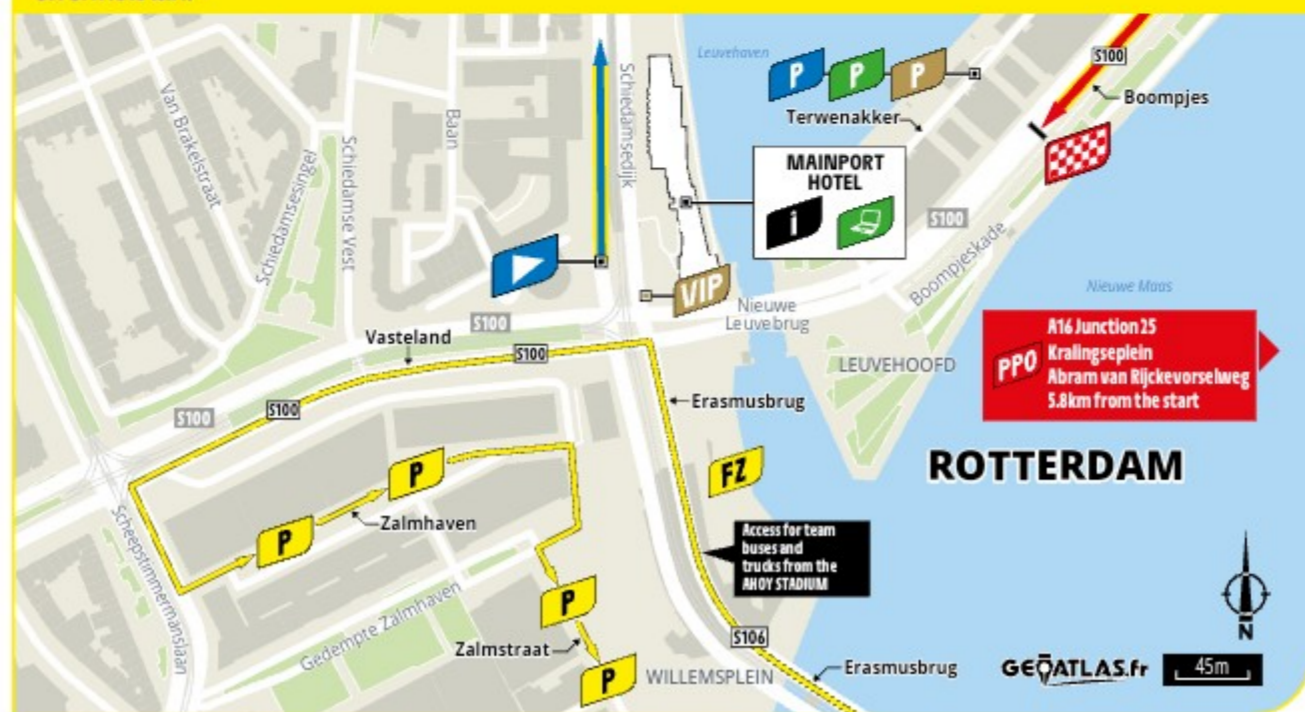 Leuvehaven
P P P
S100
Boompjes
Terwenakker
MAINPORT
HOTEL
i
Van Brakelstraat
Schiedamsesingel
Schiedamse Vest
Baan
Schiedamsedijk
S100
Boompjeskade
VIP
Nieuwe
Leuvebrug
Nieuwe Maas
S100
Vasteland
S100
LEUVEHOOFD
A16 Junction 25
PPO
Kralingseplein
Abram van Rijckevorselweg
5.8km from the start
S100
S100
Erasmusbrug
ROTTERDAM
P
FZ
Zalmhaven
P
Scheepstimmermanslaan
Access for team
buses and
trucks from the
AHOY STADIUM
P
Gedempte Zalmhaven
Zalmstraat
S106
N
P
WILLEMSPLEIN
Erasmusbrug
GEOATLAS.fr
45m